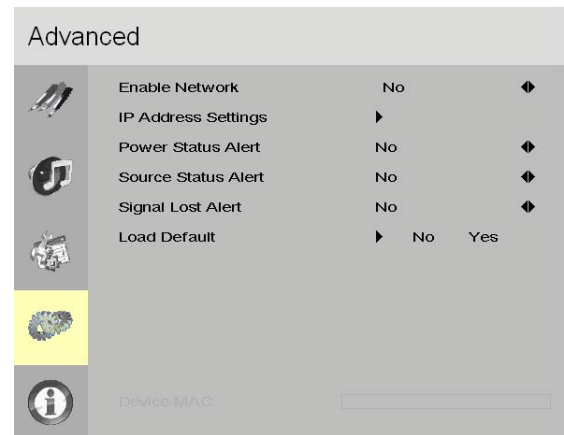 Advanced
Enable Network No
IP Address Settings
Power Status Alert No
Source Status Alert No
Signal Lost Alert No
Load Default No Yes
Device MAC